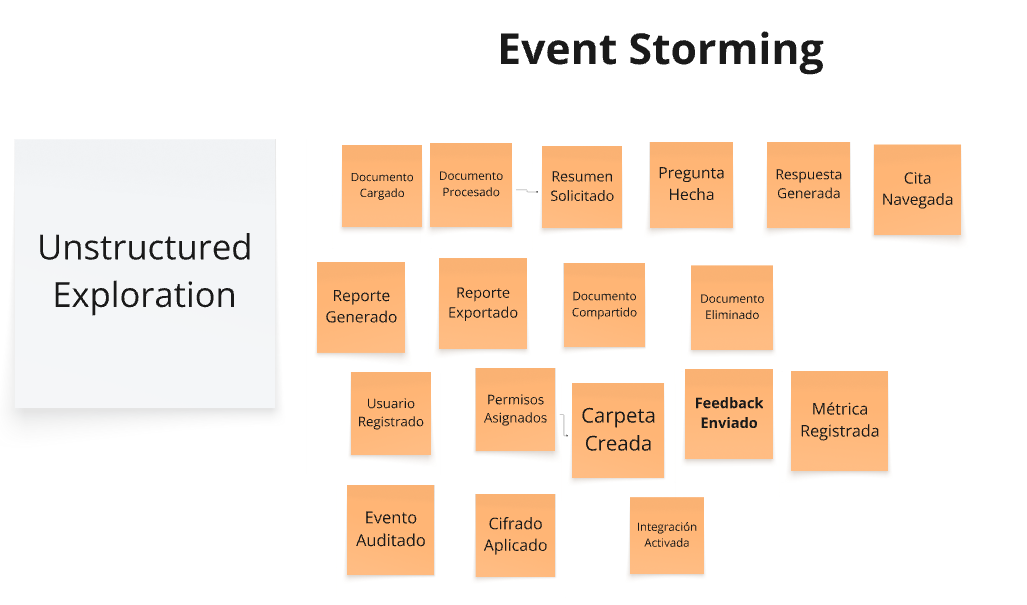 Event Storming
Unstructured
Exploration
Documento
Cargado
Documento
Procesado
Resumen
Solicitado
Pregunta
Hecha
Respuesta
Generada
Cita
Navegada
Reporte
Generado
Reporte
Exportado
Documento
Compartido
Documento
Eliminado
Usuario
Registrado
Permisos
Asignados
Carpeta
Creada
Feedback
Enviado
Métrica
Registrada
Evento
Auditado
Cifrado
Aplicado
Integración
Activada